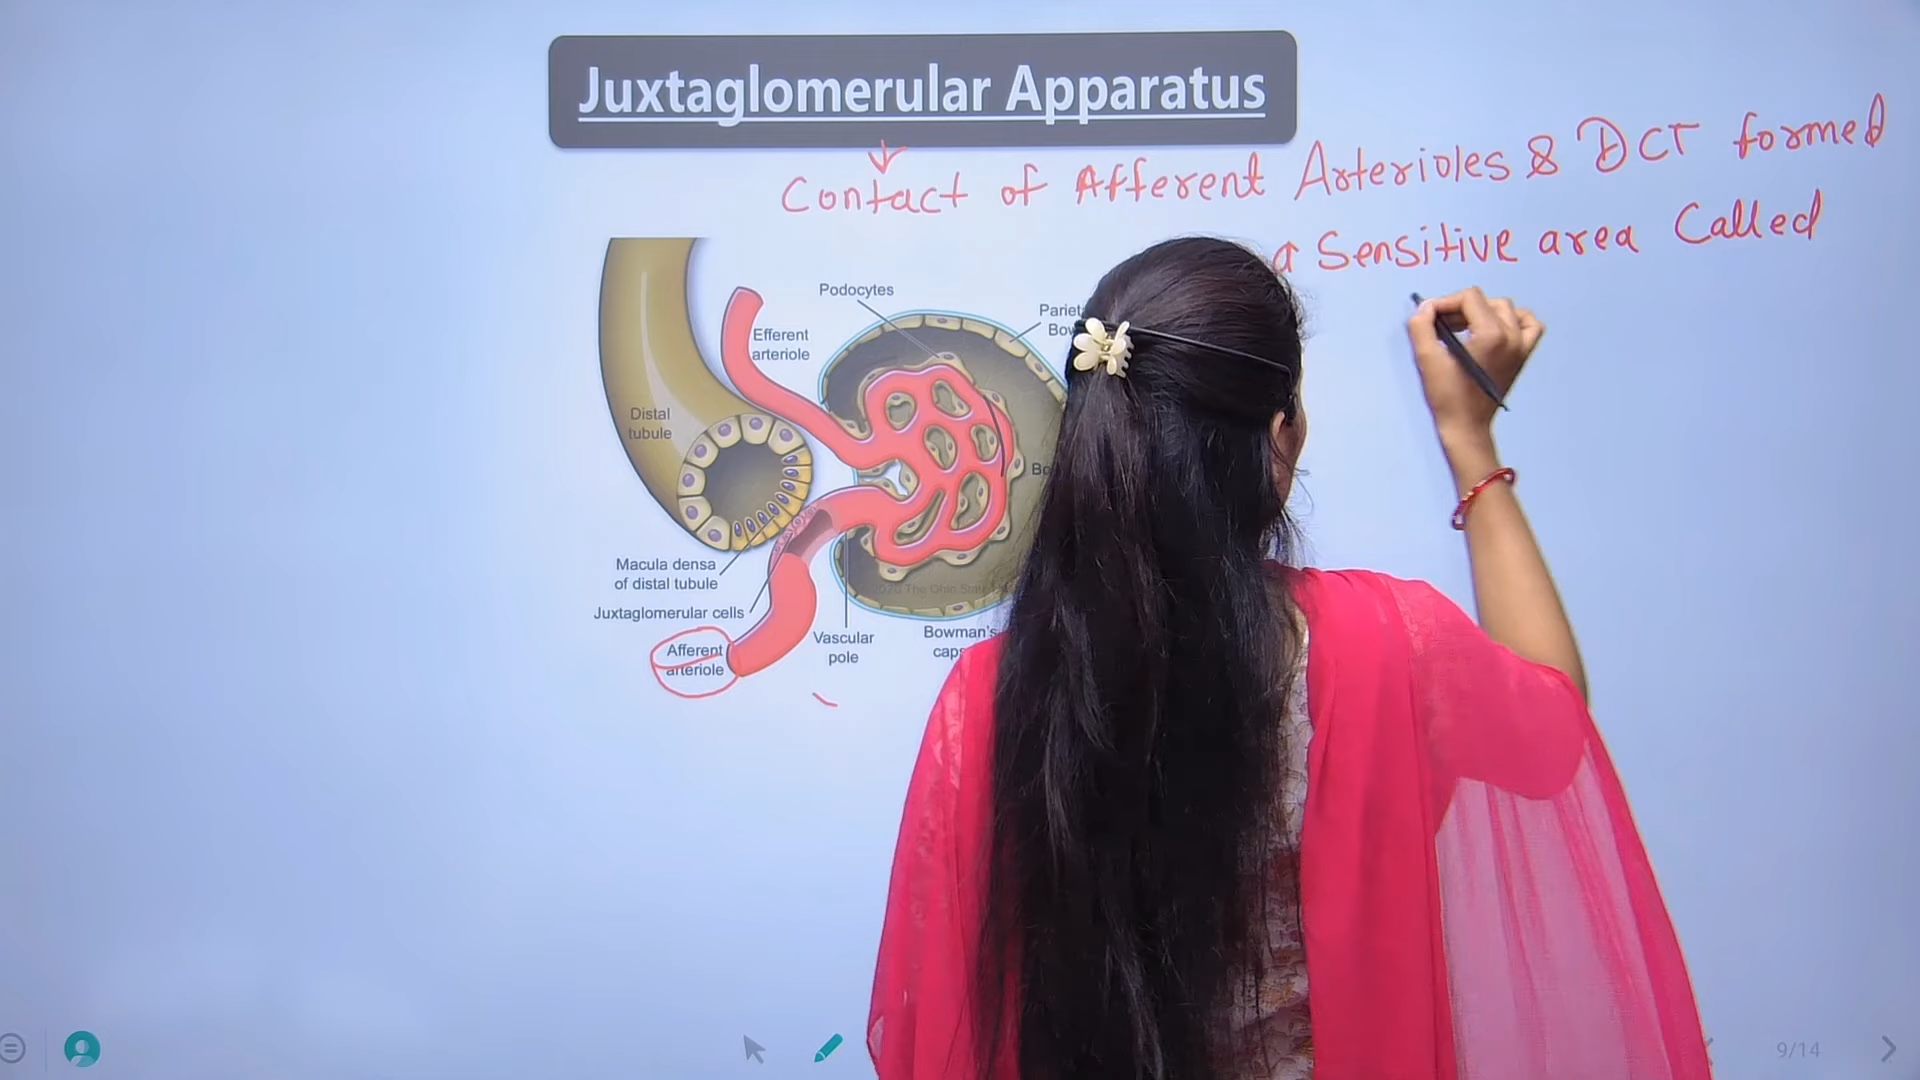 Juxtaglomerular Apparatus
Contact of Afferent Arterioles & DCT formed
a Sensitive area Called
Podocytes
Efferent
arteriole
Distal
tubule
Macula densa
of distal tubule
Juxtaglomerular cells
Afferent
arteriole
Vascular
pole
Bowman's
9/14